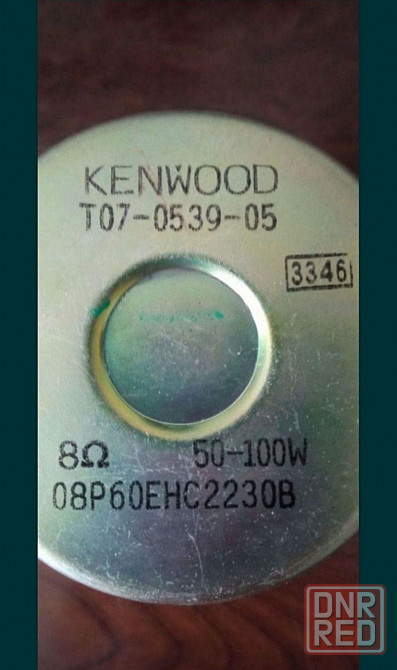 KENWOOD
T07-0539-05
3346
8Ω 50-100W
08P60EHC2230B
DNR
RED